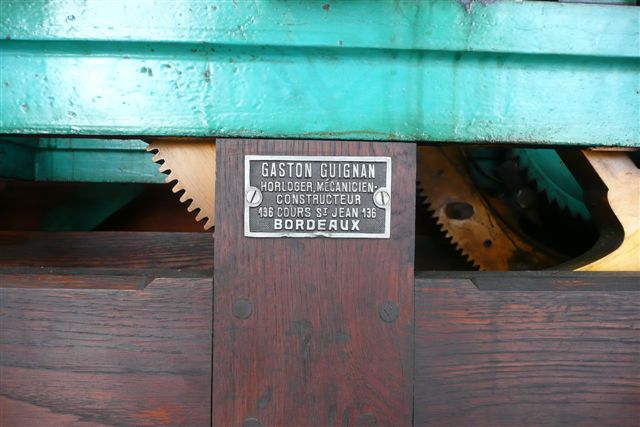 GASTON GUIGNAN
HORLOGER, MÉCANICIEN-
CONSTRUCTEUR
136 COURS ST JEAN 136
BORDEAUX